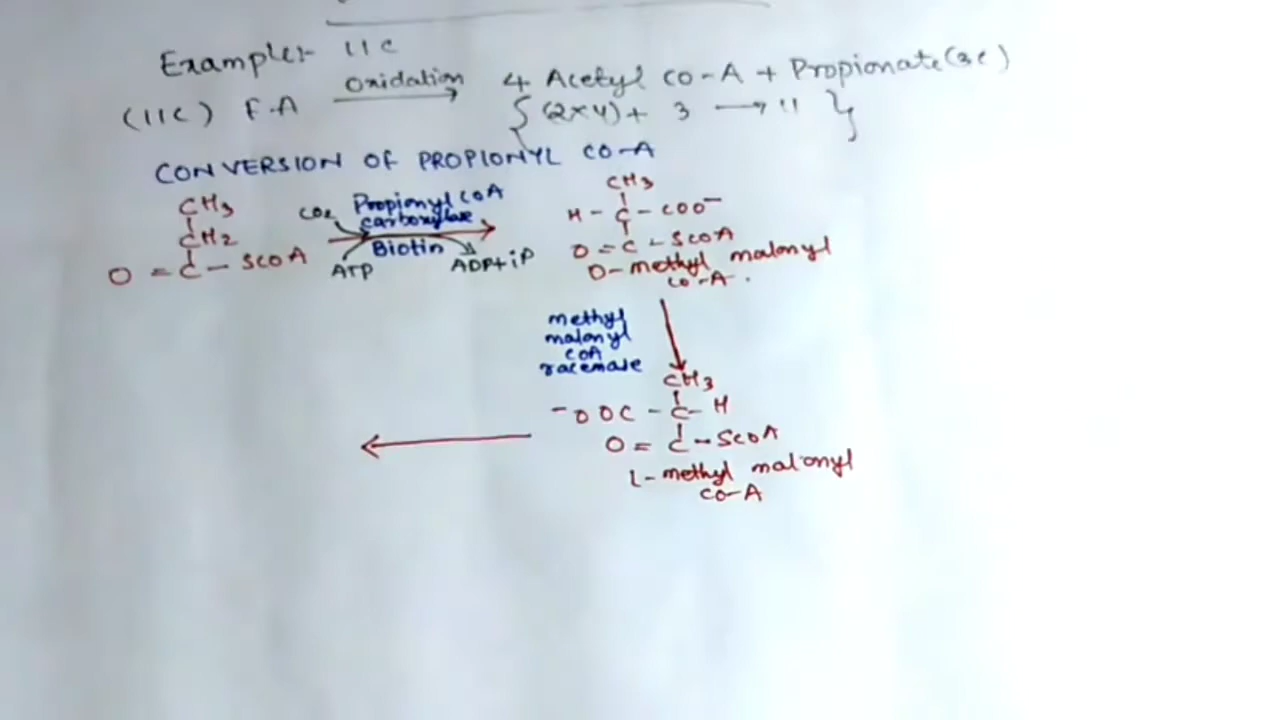 Example:- 11C
(11C) F.A Oxidation 4 Acetyl CO-A + Propionate (3C)
{(2x4) + 3 → 11}
CONVERSION OF PROPIONYL CO-A
CH3
CH2
O = C - SCOA
CO2 Propionyl COA
carboxylase
Biotin
ATP ADP+iP
CH3
H - C - COO-
O = C - SCOA
D- methyl malonyl
CO-A.
methyl
malonyl
COA
racemase
CH3
-OOC - C - H
O = C - SCOA
L- methyl malonyl
CO-A